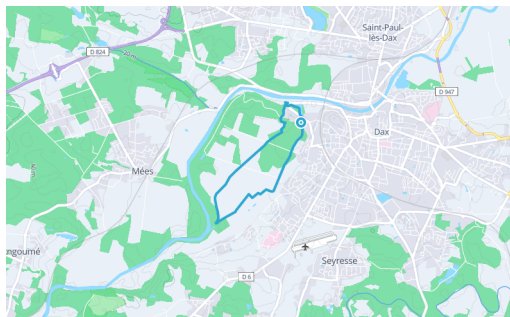 Saint-Paul-
lès-Dax
D 824
D 947
Dax
Mées
ngoumé
D 6
Seyresse